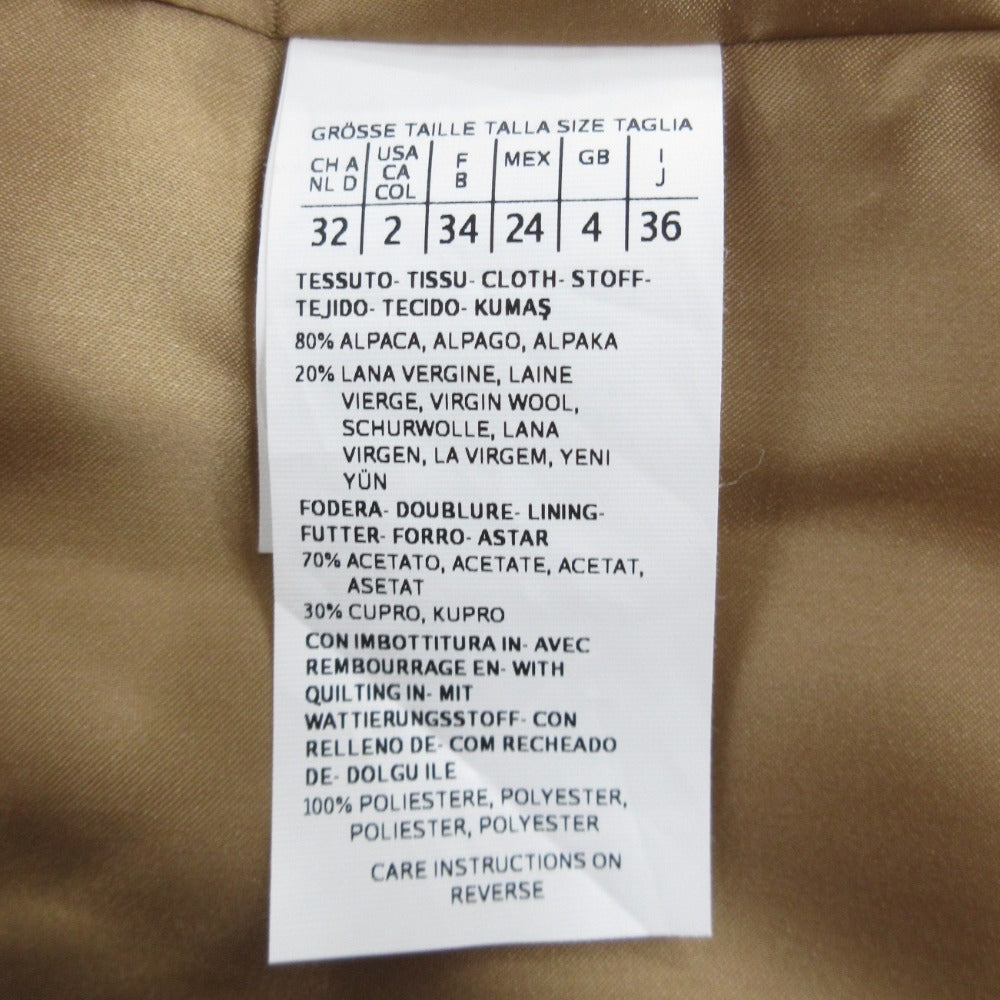 GRÖSSE TAILLE TALLA SIZE TAGLIA
CH A NL D USA CA COL F B MEX GB I J
32 2 34 24 4 36
TESSUTO- TISSU- CLOTH- STOFF-
TEJIDO- TECIDO- KUMAŞ
80% ALPACA, ALPAGO, ALPAKA
20% LANA VERGINE, LAINE
VIERGE, VIRGIN WOOL,
SCHURWOLLE, LANA
VIRGEN, LA VIRGEM, YENI
YÜN
FODERA- DOUBLURE- LINING-
FUTTER- FORRO- ASTAR
70% ACETATO, ACETATE, ACETAT,
ASETAT
30% CUPRO, KUPRO
CON IMBOTTITURA IN- AVEC
REMBOURRAGE EN- WITH
QUILTING IN- MIT
WATTIERUNGSSTOFF- CON
RELLENO DE- COM RECHEADO
DE- DOLGU ILE
100% POLIESTERE, POLYESTER,
POLIESTER, POLYESTER
CARE INSTRUCTIONS ON
REVERSE